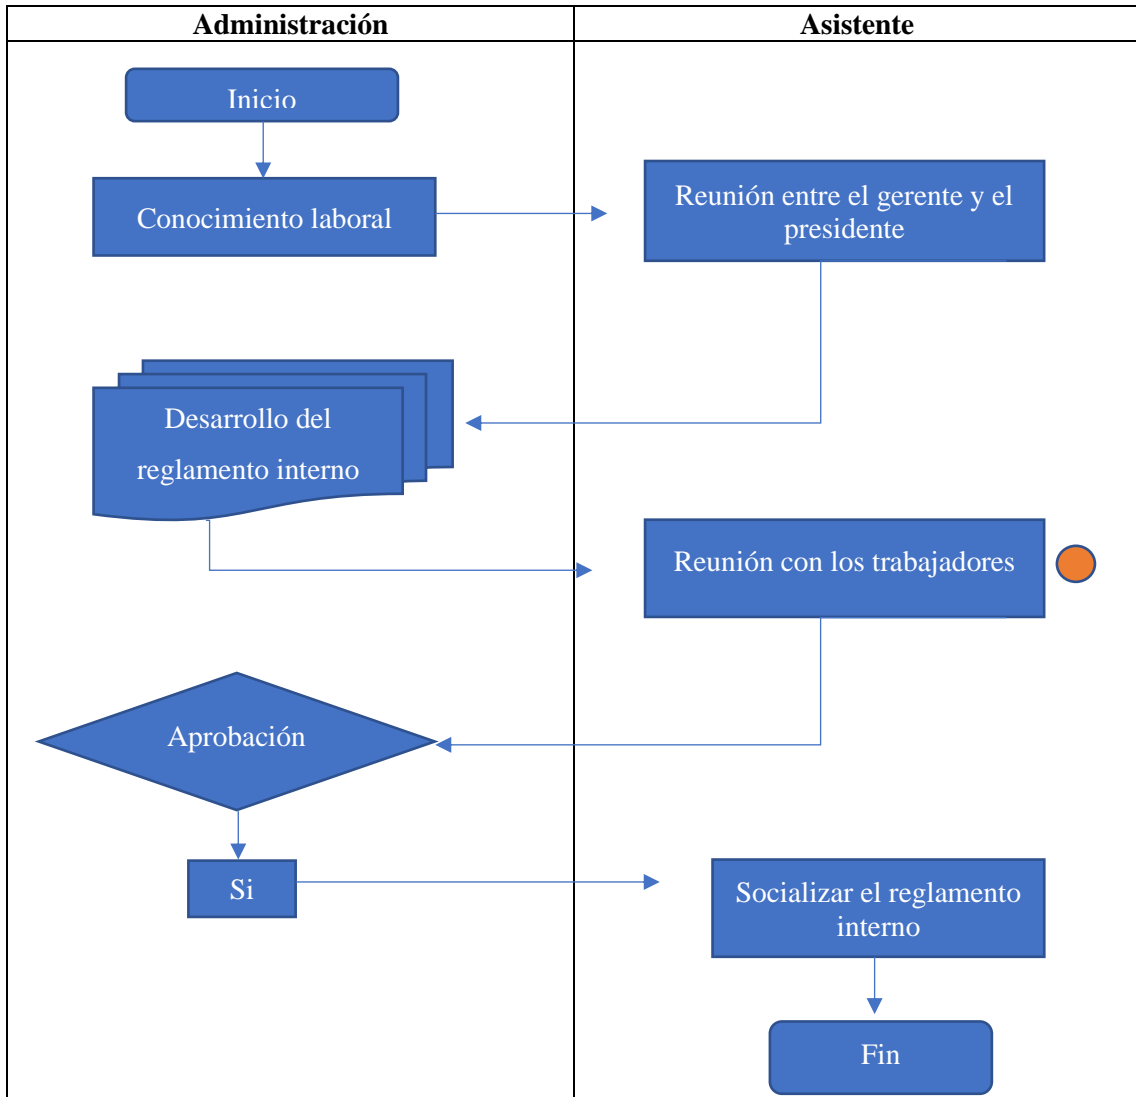 Administración
Asistente
Inicio
Conocimiento laboral
Reunión entre el gerente y el
presidente
Desarrollo del
reglamento interno
Reunión con los trabajadores
Aprobación
Si
Socializar el reglamento
interno
Fin